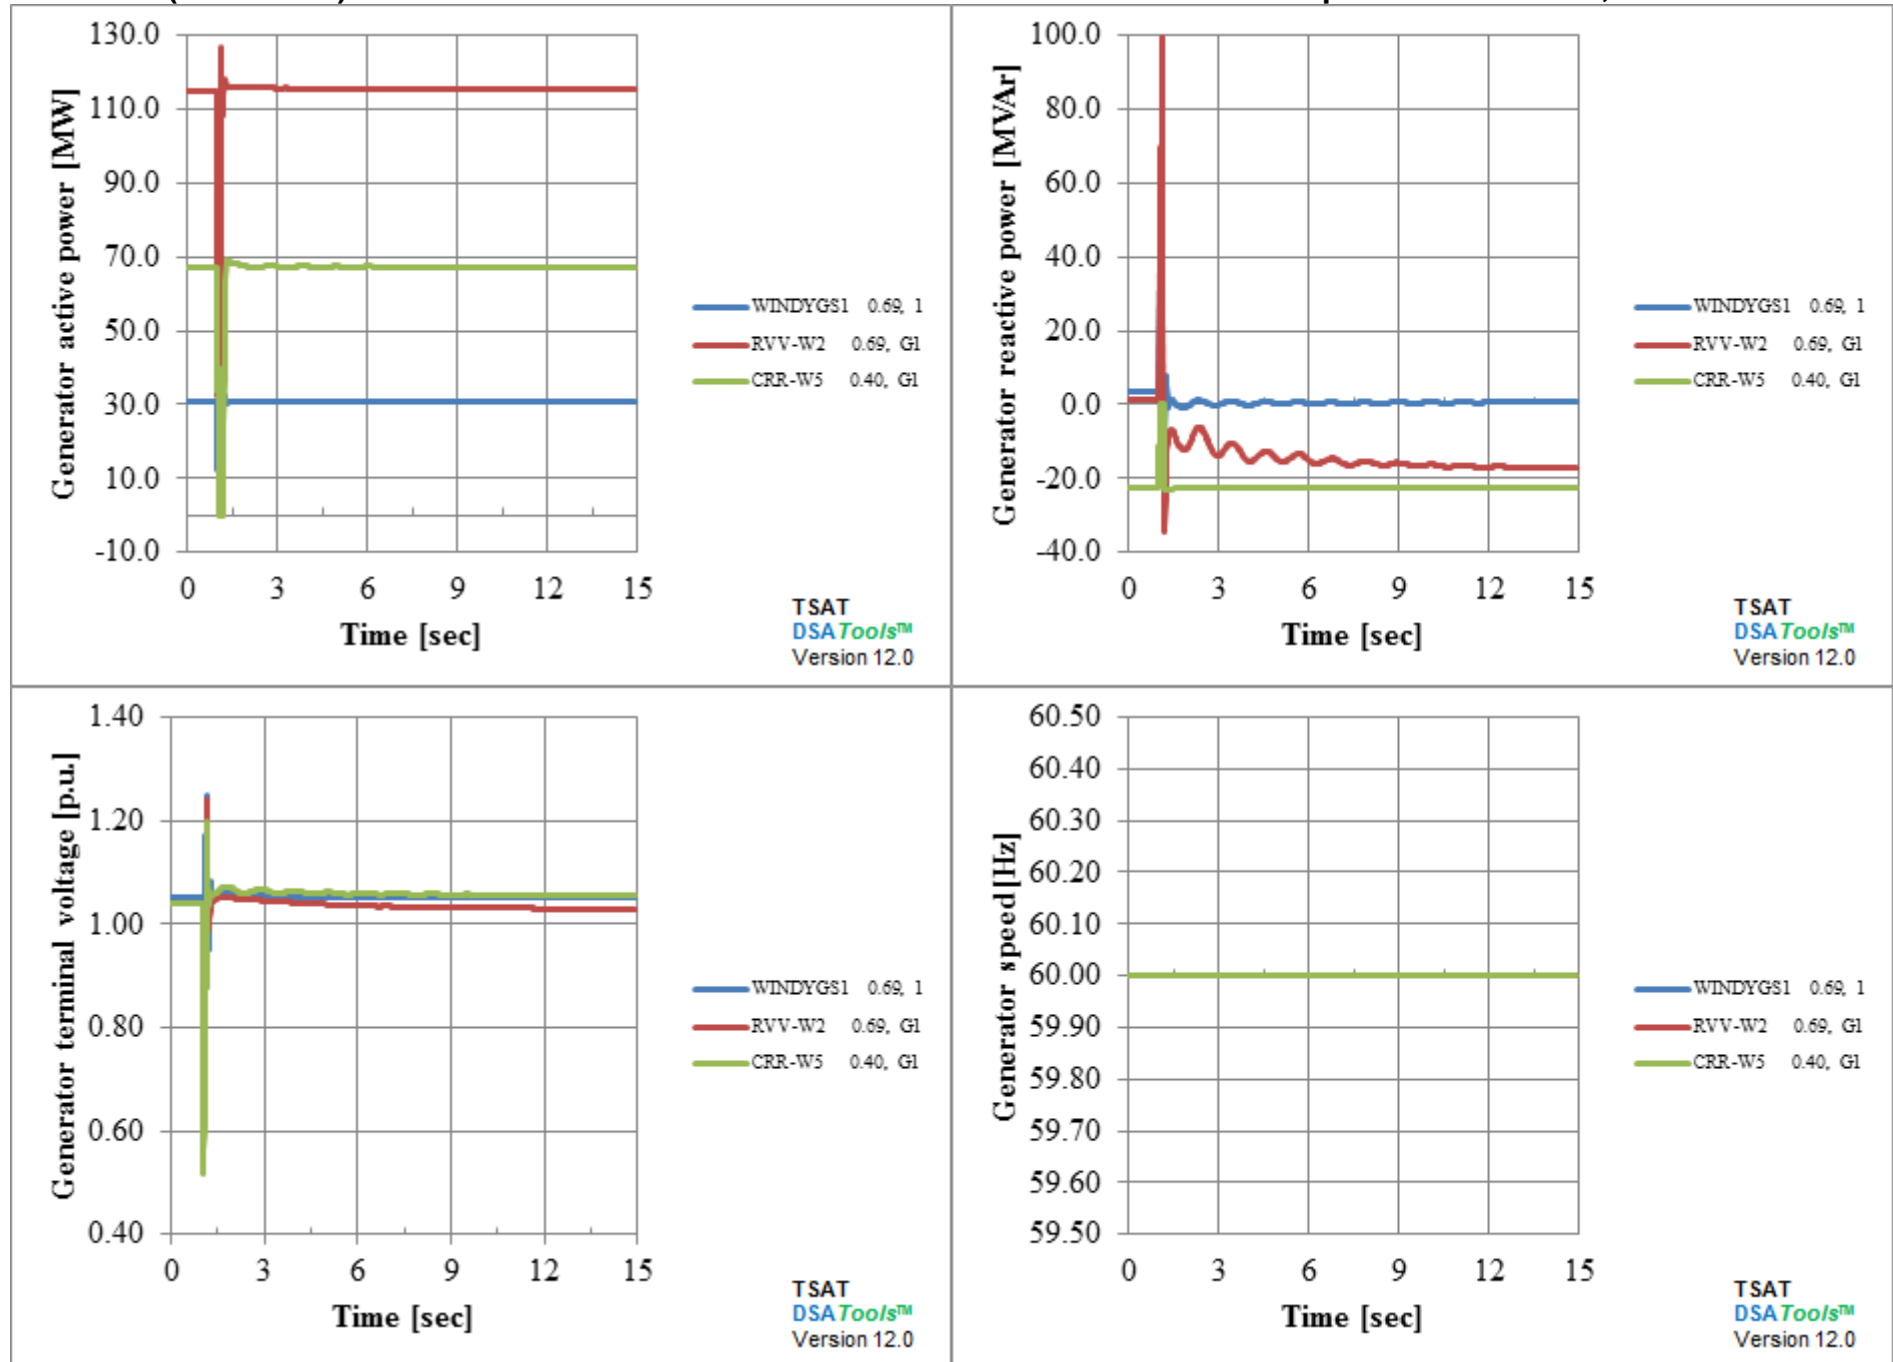 130.0
110.0
90.0
70.0
50.0
30.0
10.0
-10.0
0 3 6 9 12 15
Generator active power [MW]
Time [sec]
WINDYGS1 0.69, 1
RVV-W2 0.69, G1
CRR-W5 0.40, G1
TSAT
DSATools™
Version 12.0
100.0
80.0
60.0
40.0
20.0
0.0
-20.0
-40.0
0 3 6 9 12 15
Generator reactive power [MVAr]
Time [sec]
WINDYGS1 0.69, 1
RVV-W2 0.69, G1
CRR-W5 0.40, G1
TSAT
DSATools™
Version 12.0
1.40
1.20
1.00
0.80
0.60
0.40
0 3 6 9 12 15
Generator terminal voltage [p.u.]
Time [sec]
WINDYGS1 0.69, 1
RVV-W2 0.69, G1
CRR-W5 0.40, G1
TSAT
DSATools™
Version 12.0
60.50
60.40
60.30
60.20
60.10
60.00
59.90
59.80
59.70
59.60
59.50
0 3 6 9 12 15
Generator speed [Hz]
Time [sec]
WINDYGS1 0.69, 1
RVV-W2 0.69, G1
CRR-W5 0.40, G1
TSAT
DSATools™
Version 12.0